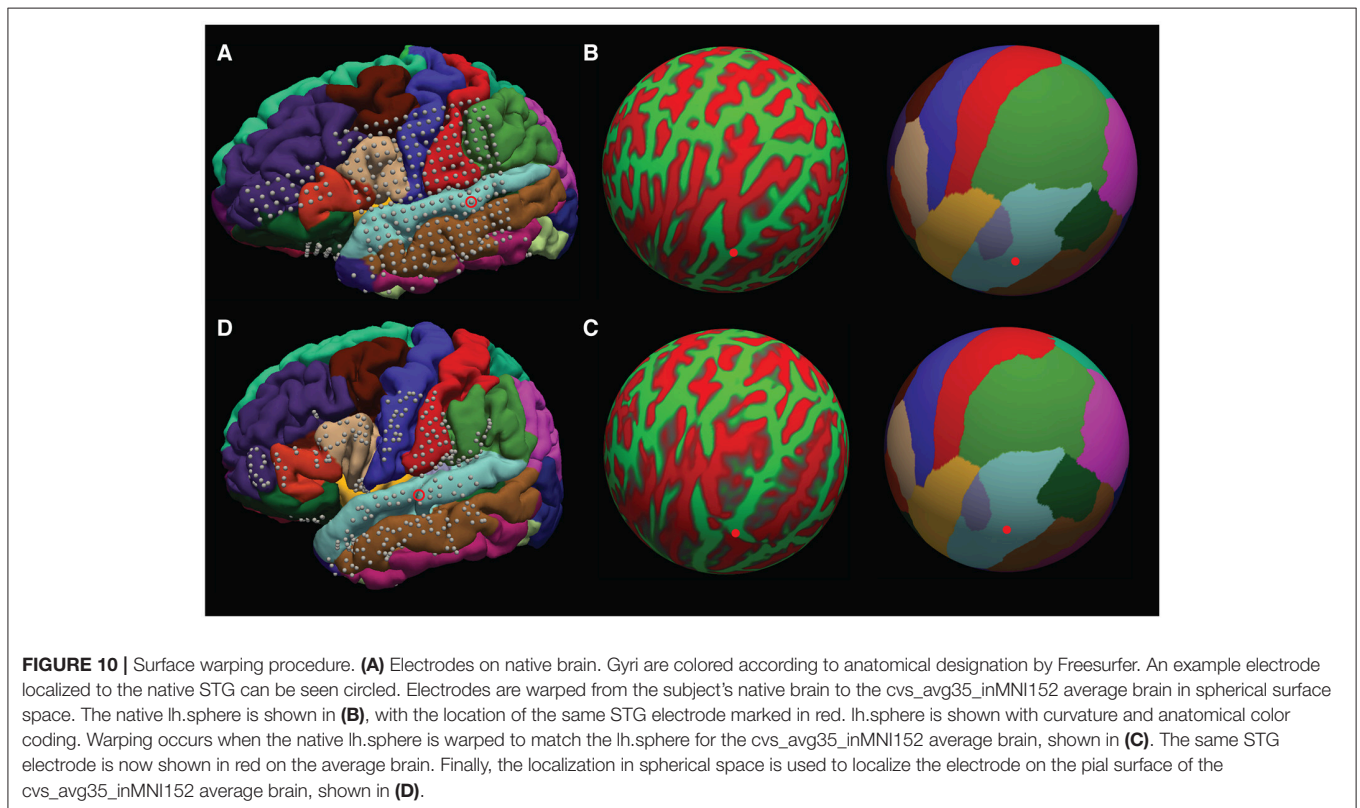 A
B
D
C
FIGURE 10 | Surface warping procedure. (A) Electrodes on native brain. Gyri are colored according to anatomical designation by Freesurfer. An example electrode
localized to the native STG can be seen circled. Electrodes are warped from the subject's native brain to the cvs_avg35_inMNI152 average brain in spherical surface
space. The native lh.sphere is shown in (B), with the location of the same STG electrode marked in red. lh.sphere is shown with curvature and anatomical color
coding. Warping occurs when the native lh.sphere is warped to match the lh.sphere for the cvs_avg35_inMNI152 average brain, shown in (C). The same STG
electrode is now shown in red on the average brain. Finally, the localization in spherical space is used to localize the electrode on the pial surface of the
cvs_avg35_inMNI152 average brain, shown in (D).